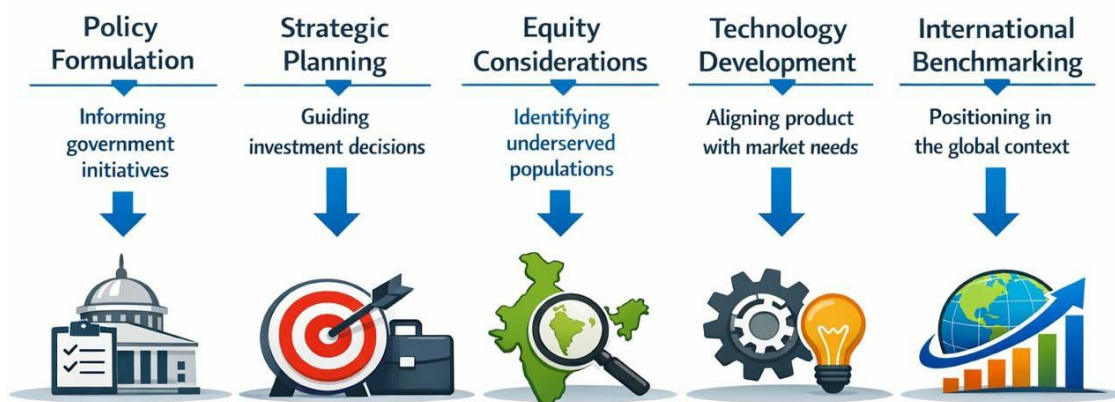 Policy
Formulation
Informing
government
initiatives
Strategic
Planning
Guiding
investment decisions
Equity
Considerations
Identifying
underserved
populations
Technology
Development
Aligning product
with market needs
International
Benchmarking
Positioning in
the global context